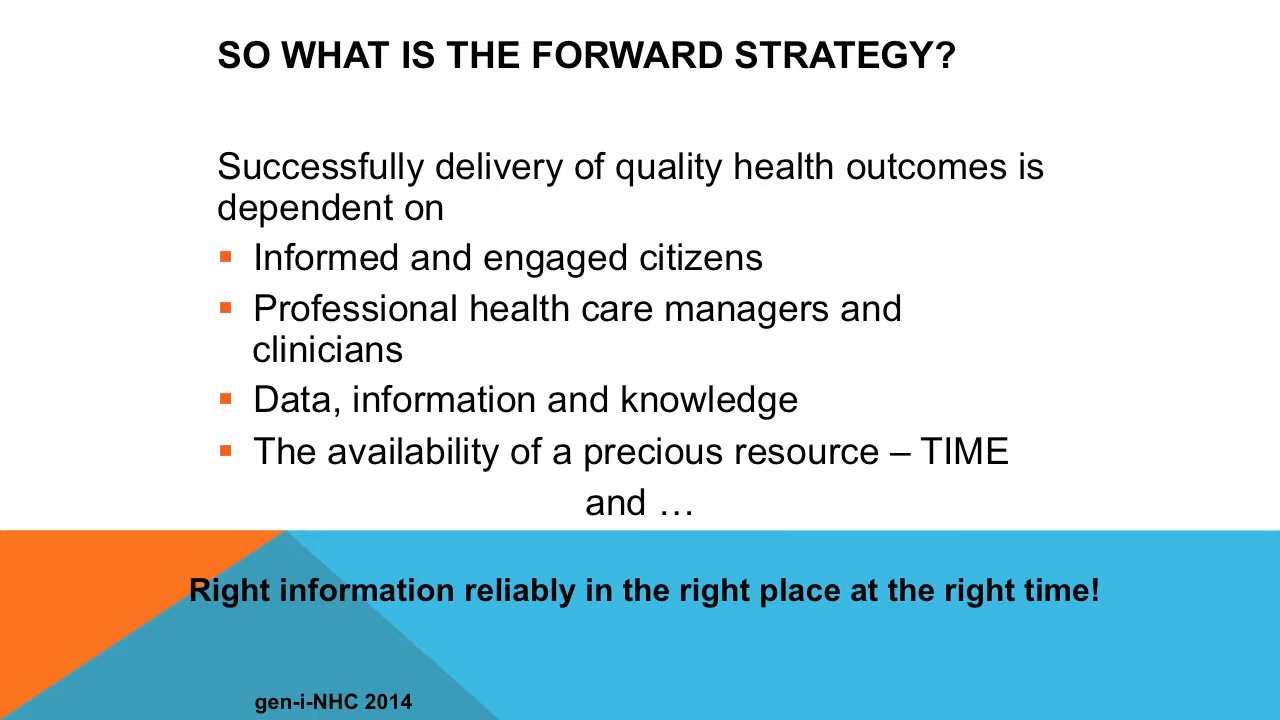 SO WHAT IS THE FORWARD STRATEGY?
Successfully delivery of quality health outcomes is
dependent on
▪ Informed and engaged citizens
▪ Professional health care managers and
clinicians
▪ Data, information and knowledge
▪ The availability of a precious resource – TIME
and …
Right information reliably in the right place at the right time!
gen-i-NHC 2014